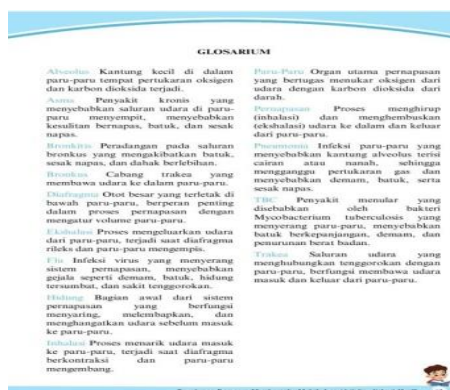 GLOSARIUM
Alveolus Kantung kecil di dalam
paru-paru tempat pertukaran oksigen
dan karbon dioksida terjadi.
Asma Penyakit kronis yang
menyebabkan saluran udara di paru-
paru menyempit, menyebabkan
kesulitan bernapas, batuk, dan sesak
napas.
Bronkitis Peradangan pada saluran
bronkus yang mengakibatkan batuk,
sesak napas, dan dahak berlebihan.
Bronkus Cabang trakea yang
membawa udara ke dalam paru-paru.
Diafragma Otot besar yang terletak di
bawah paru-paru, berperan penting
dalam proses pernapasan dengan
mengatur volume paru-paru.
Ekshalasi Proses mengeluarkan udara
dari paru-paru, terjadi saat diafragma
rileks dan paru-paru mengempis.
Flu Infeksi virus yang menyerang
sistem pernapasan, menyebabkan
gejala seperti demam, batuk, hidung
tersumbat, dan sakit tenggorokan.
Hidung Bagian awal dari sistem
pernapasan yang berfungsi
menyaring, melembapkan, dan
menghangatkan udara sebelum masuk
ke paru-paru.
Inhalasi Proses menarik udara masuk
ke paru-paru, terjadi saat diafragma
berkontraksi dan paru-paru
mengembang.
Paru-Paru Organ utama pernapasan
yang bertugas menukar oksigen dari
udara dengan karbon dioksida dari
darah.
Pernapasan Proses menghirup
(inhalasi) dan menghembuskan
(ekshalasi) udara ke dalam dan keluar
dari paru-paru.
Pneumonia Infeksi paru-paru yang
menyebabkan kantung alveolus terisi
cairan atau nanah, sehingga
mengganggu pertukaran gas dan
menyebabkan demam, batuk, serta
sesak napas.
TBC Penyakit menular yang
disebabkan oleh bakteri
Mycobacterium tuberculosis yang
menyerang paru-paru, menyebabkan
batuk berkepanjangan, demam, dan
penurunan berat badan.
Trakea Saluran udara yang
menghubungkan tenggorokan dengan
paru-paru, berfungsi membawa udara
masuk dan keluar dari paru-paru.